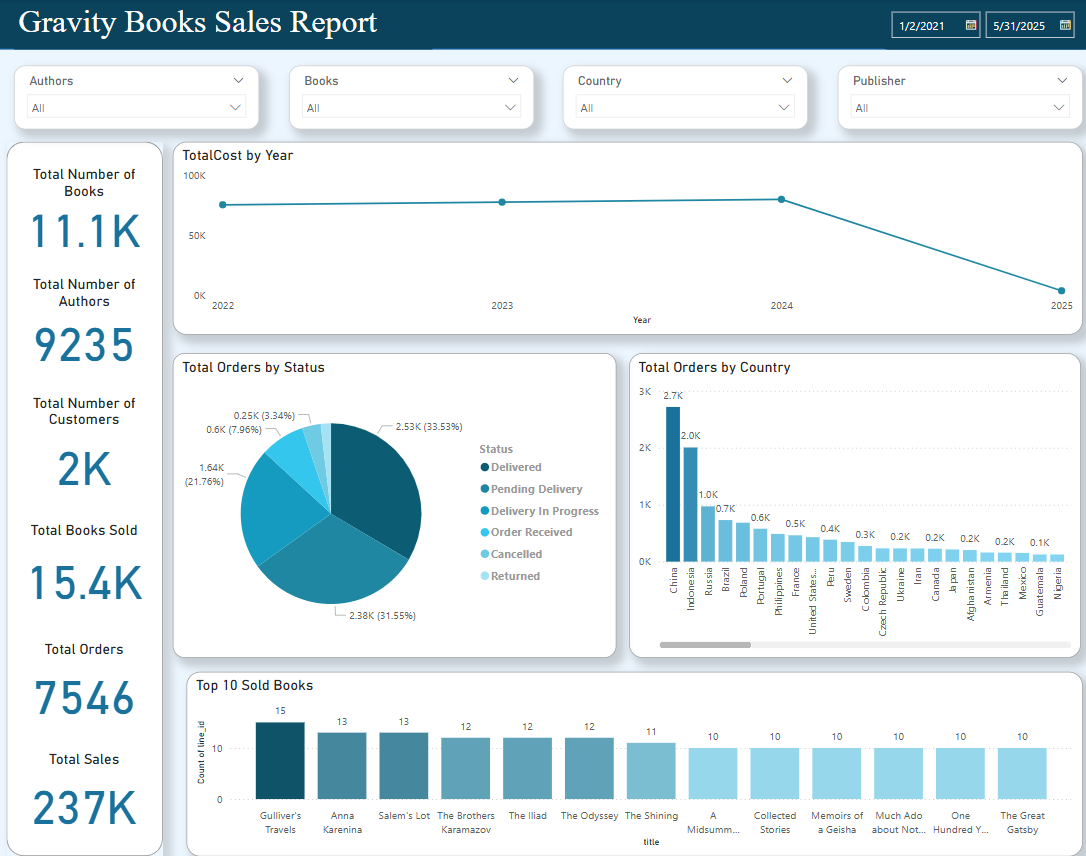 Gravity Books Sales Report
1/2/2021
5/31/2025
Authors
All
Books
All
Country
All
Publisher
All
Total Number of
Books
11.1K
Total Number of
Authors
9235
Total Number of
Customers
2K
Total Books Sold
15.4K
Total Orders
7546
Total Sales
237K
TotalCost by Year
100K
50K
0K
2022
2023
2024
2025
Year
Total Orders by Status
0.25K (3.34%)
0.6K (7.96%)
1.64K
(21.76%)
2.53K (33.53%)
2.38K (31.55%)
Status
Delivered
Pending Delivery
Delivery In Progress
Order Received
Cancelled
Returned
Total Orders by Country
3K
2K
1K
0K
2.7K
2.0K
1.0K
0.7K
0.6K
0.5K
0.4K
0.3K
0.2K
0.2K
0.2K
0.2K
0.1K
China
Indonesia
Russia
Brazil
Poland
Portugal
Philippines
France
United States...
Peru
Sweden
Colombia
Czech Republic
Ukraine
Iran
Canada
Japan
Afghanistan
Armenia
Thailand
Mexico
Guatemala
Nigeria
Top 10 Sold Books
Count of line_id
10
0
15
13
13
12
12
12
11
10
10
10
10
10
10
Gulliver's
Travels
Anna
Karenina
Salem's Lot
The Brothers
Karamazov
The Iliad
The Odyssey
The Shining
A
Midsumm...
Collected
Stories
Memoirs of
a Geisha
Much Ado
about Not...
One
Hundred Y...
The Great
Gatsby
title